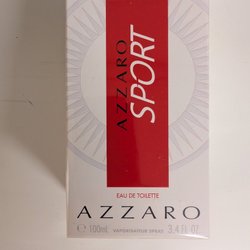 AZZARO
SPORT
EAU DE TOILETTE
AZZARO
℮ 100mL VAPORISATEUR SPRAY 3.4 FL OZ